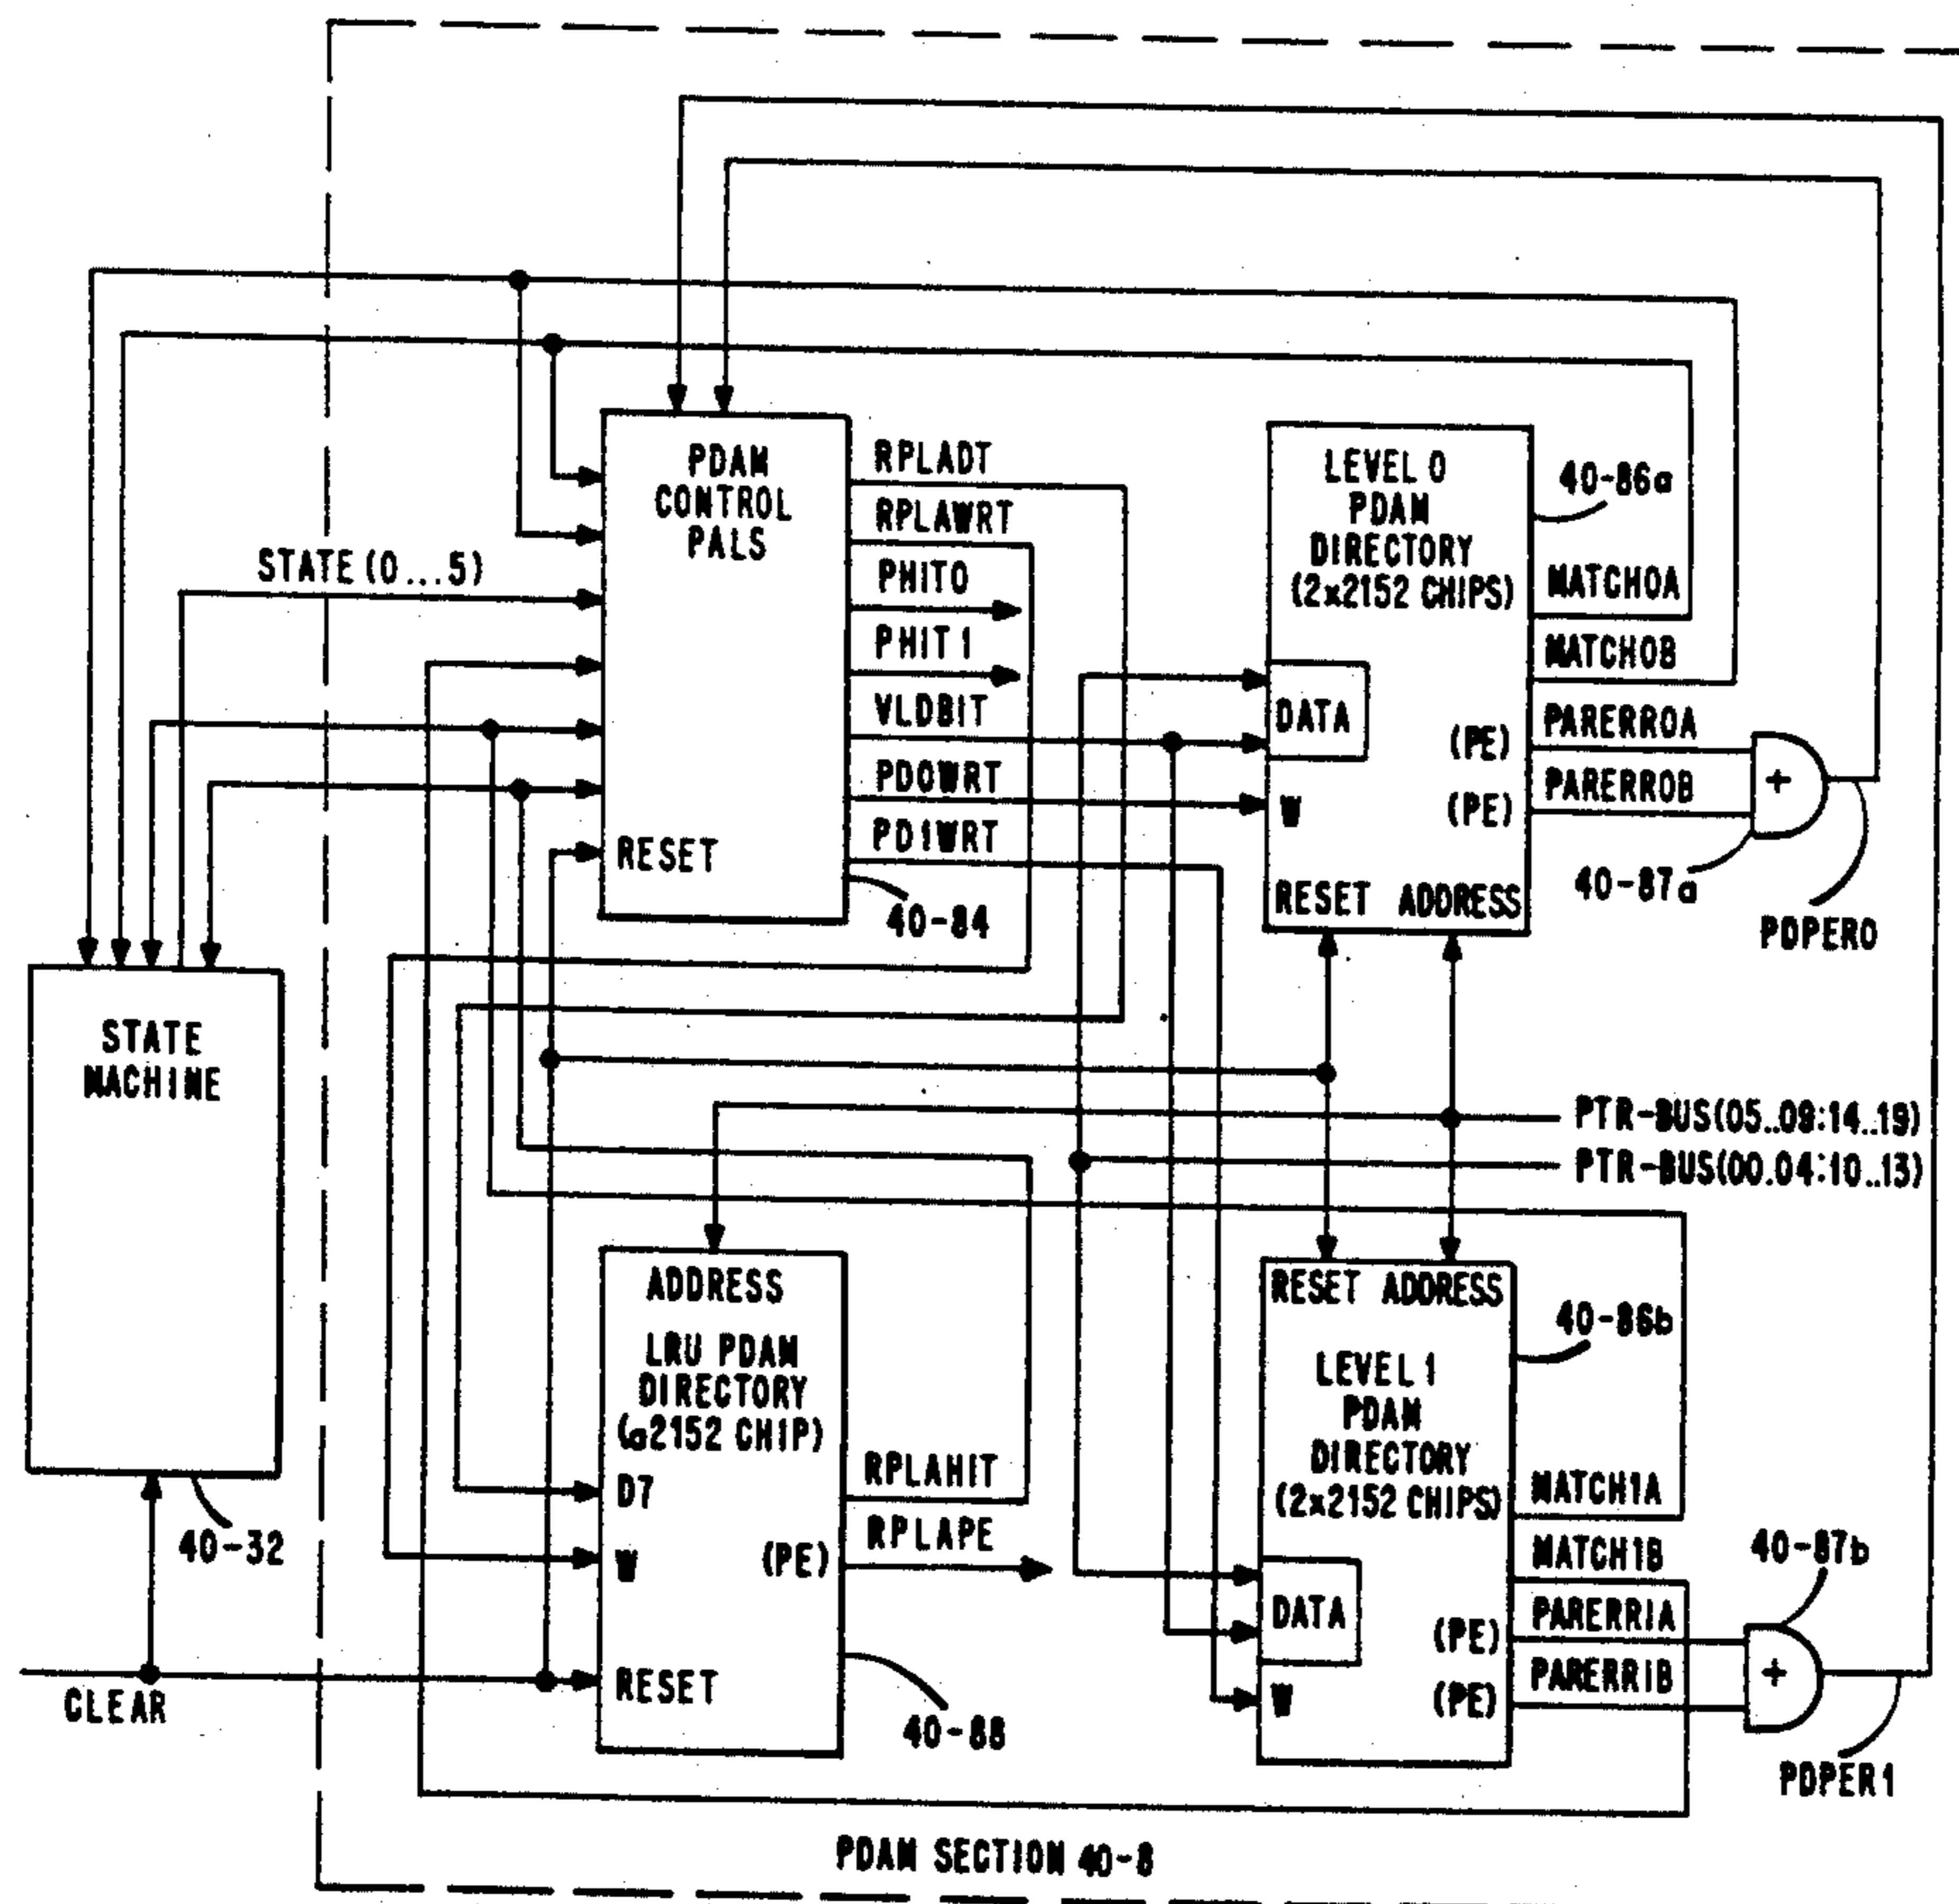 PDAM
CONTROL
PALS
RESET
40-84
RPLADT
RPLAWRT
PHIT0
PHIT 1
VLDBIT
PD0WRT
PD1WRT
STATE (0...5)
LEVEL 0
PDAM
DIRECTORY
(2x2152 CHIPS)
DATA
W
(PE)
(PE)
RESET ADDRESS
40-86a
MATCH0A
MATCH0B
PARERR0A
PARERR0B
+
40-87a
PDPER0
STATE
MACHINE
40-32
CLEAR
PTR-BUS(05..09:14..19)
PTR-BUS(00.04:10..13)
ADDRESS
LRU PDAM
DIRECTORY
(a2152 CHIP)
D7
W
(PE)
RESET
RPLAHIT
RPLAPE
40-88
RESET ADDRESS
LEVEL 1
PDAM
DIRECTORY
(2x2152 CHIPS)
DATA
W
(PE)
(PE)
40-86b
MATCH1A
MATCH1B
PARERR1A
PARERR1B
+
40-87b
PDPER1
PDAM SECTION 40-8